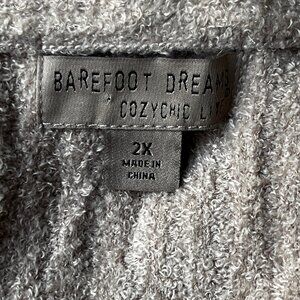 BAREFOOT DREAMS
COZYCHIC
2X
MADE IN
CHINA